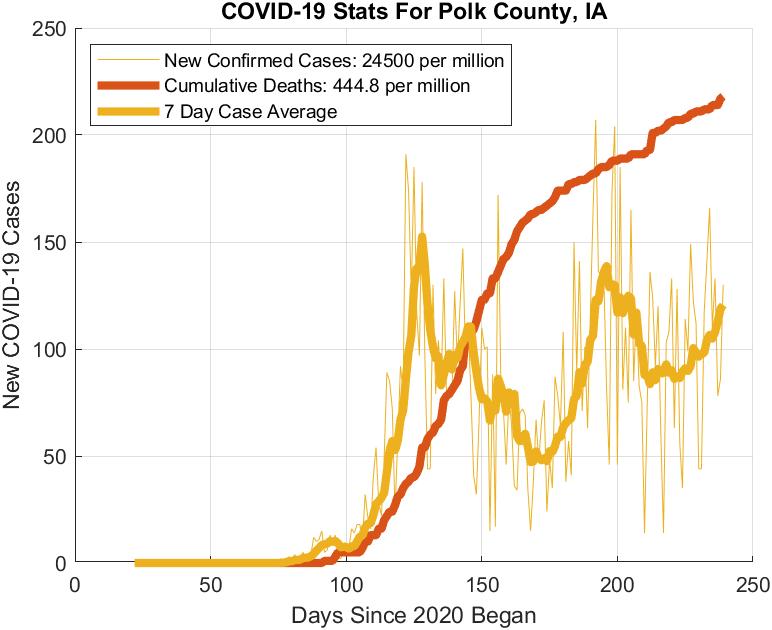 COVID-19 Stats For Polk County, IA
New Confirmed Cases: 24500 per million
Cumulative Deaths: 444.8 per million
7 Day Case Average
New COVID-19 Cases
250
200
150
100
50
0
0 50 100 150 200 250
Days Since 2020 Began